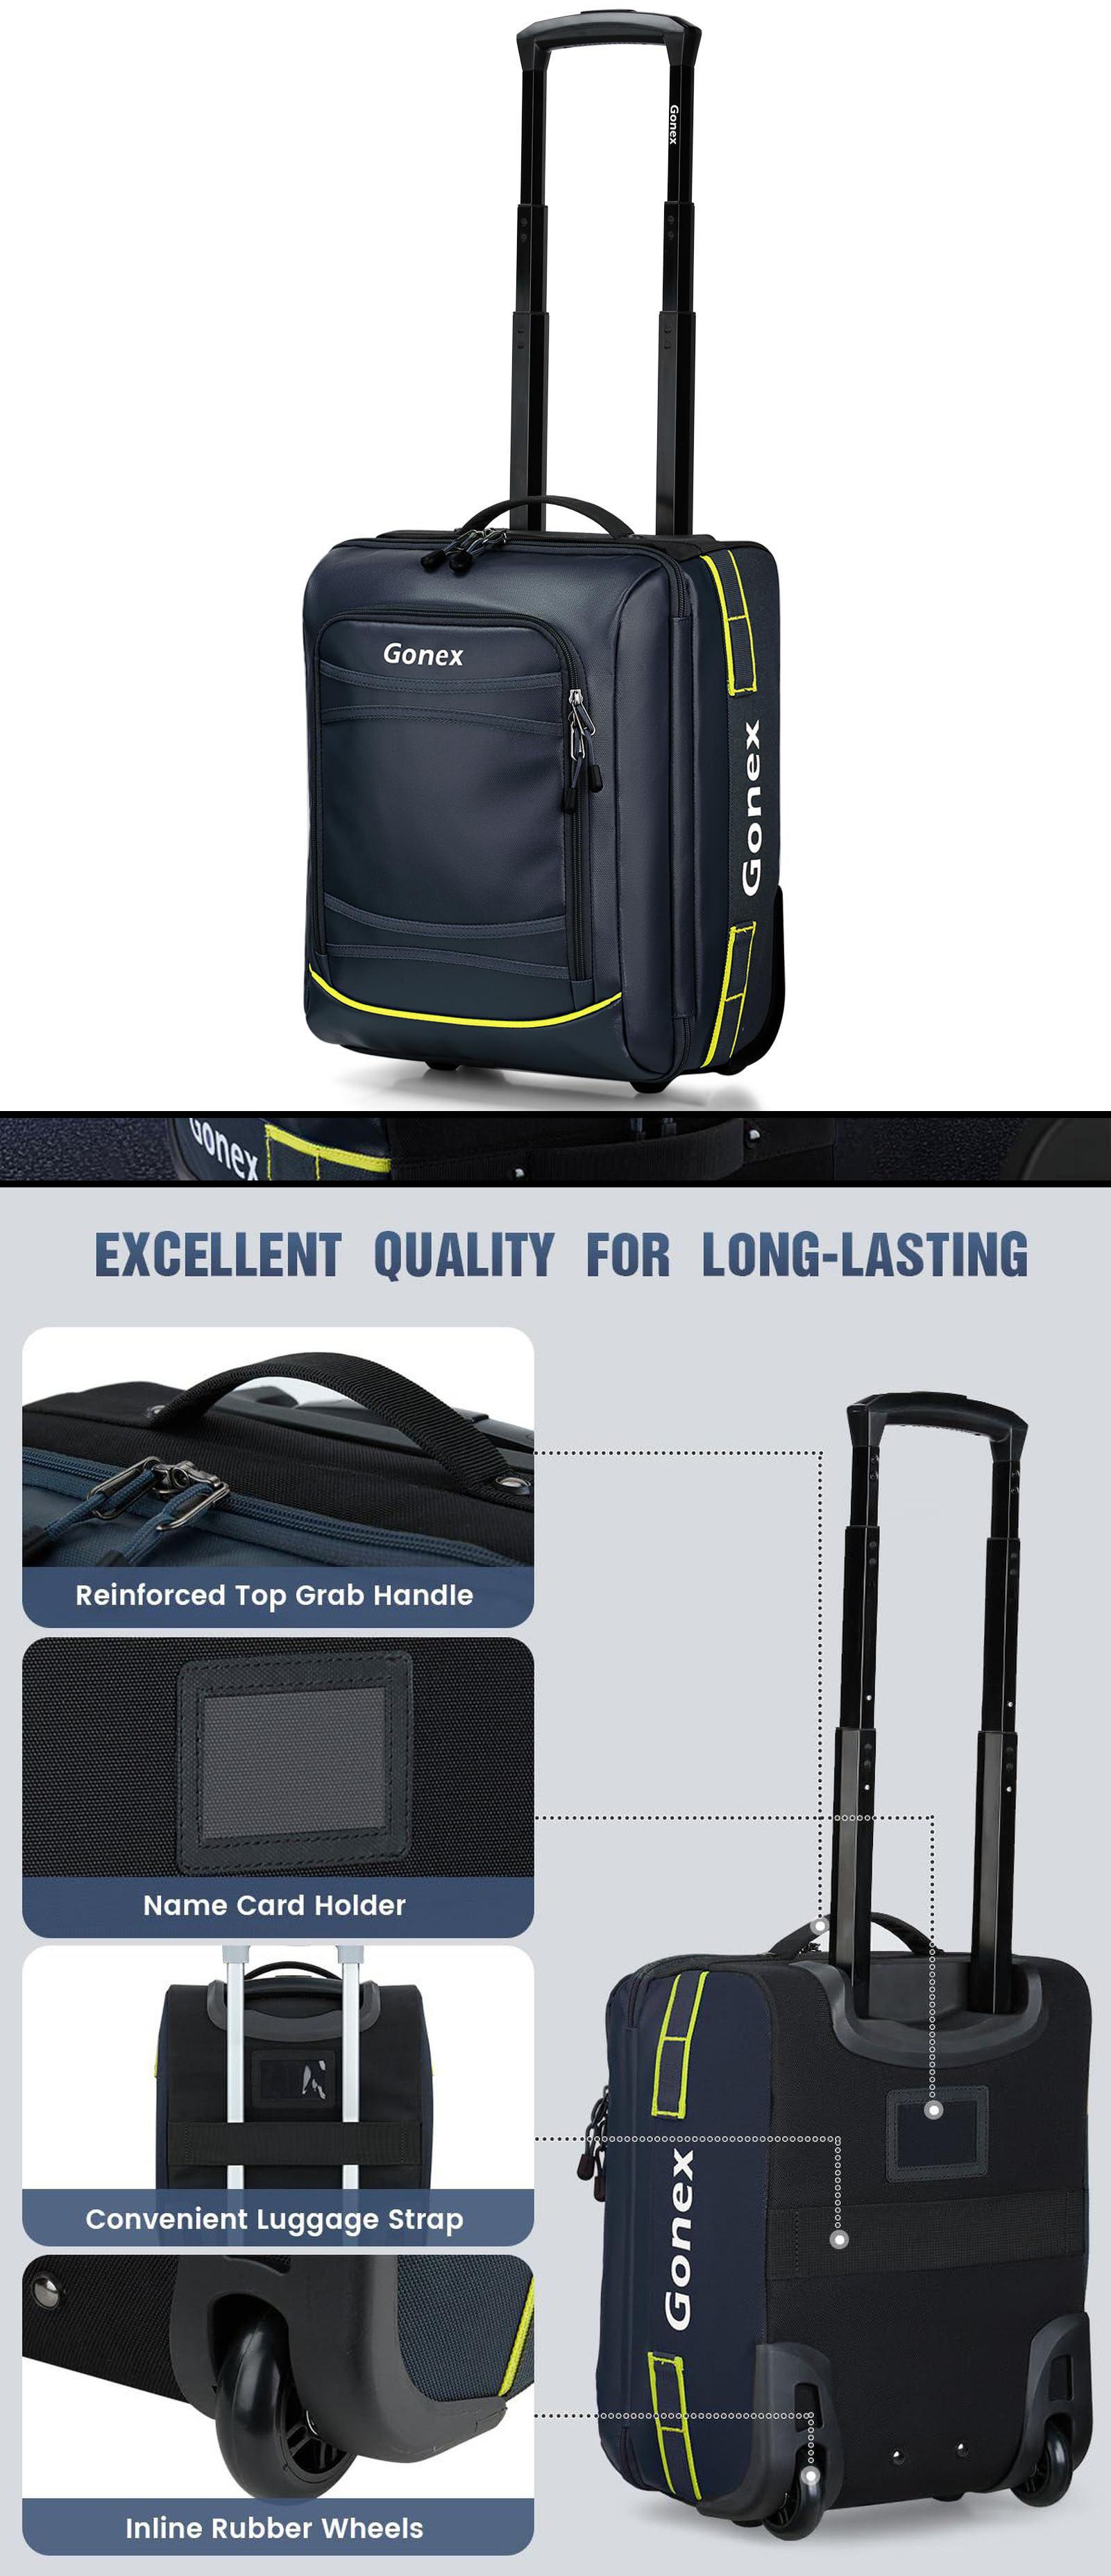 Gonex
Gonex
Gonex
Gonex
EXCELLENT QUALITY FOR LONG-LASTING
Reinforced Top Grab Handle
Name Card Holder
Convenient Luggage Strap
Gonex
Inline Rubber Wheels